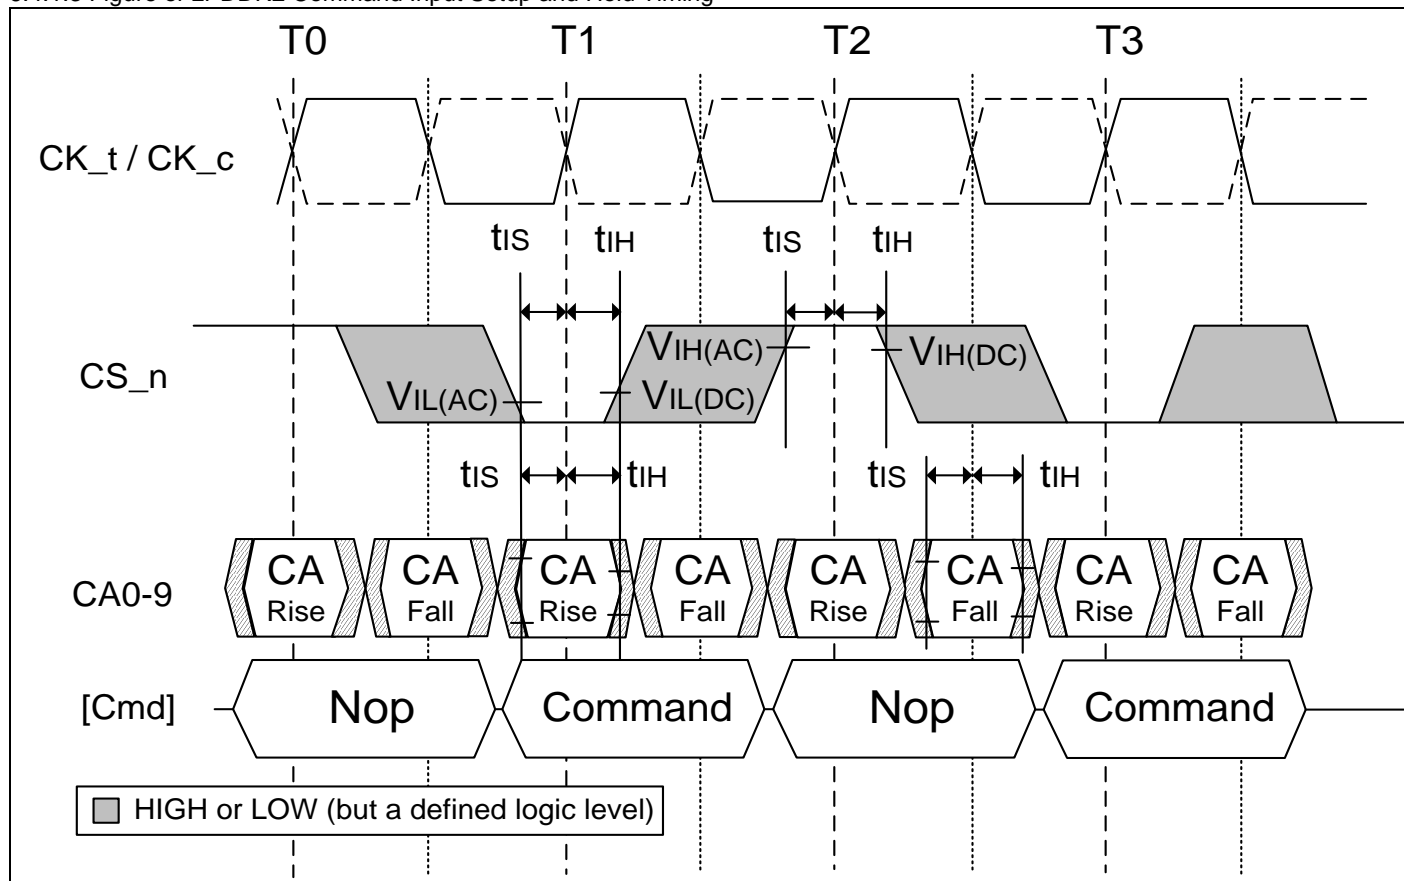 T0 T1 T2 T3
CK_t / CK_c
tIS tIH tIS tIH
VIH(AC) VIH(DC)
CS_n
VIL(AC) VIL(DC)
tIS tIH tIS tIH
CA CA CA CA CA CA CA CA
CA0-9
Rise Fall Rise Fall Rise Fall Rise Fall
[Cmd] Nop Command Nop Command
HIGH or LOW (but a defined logic level)